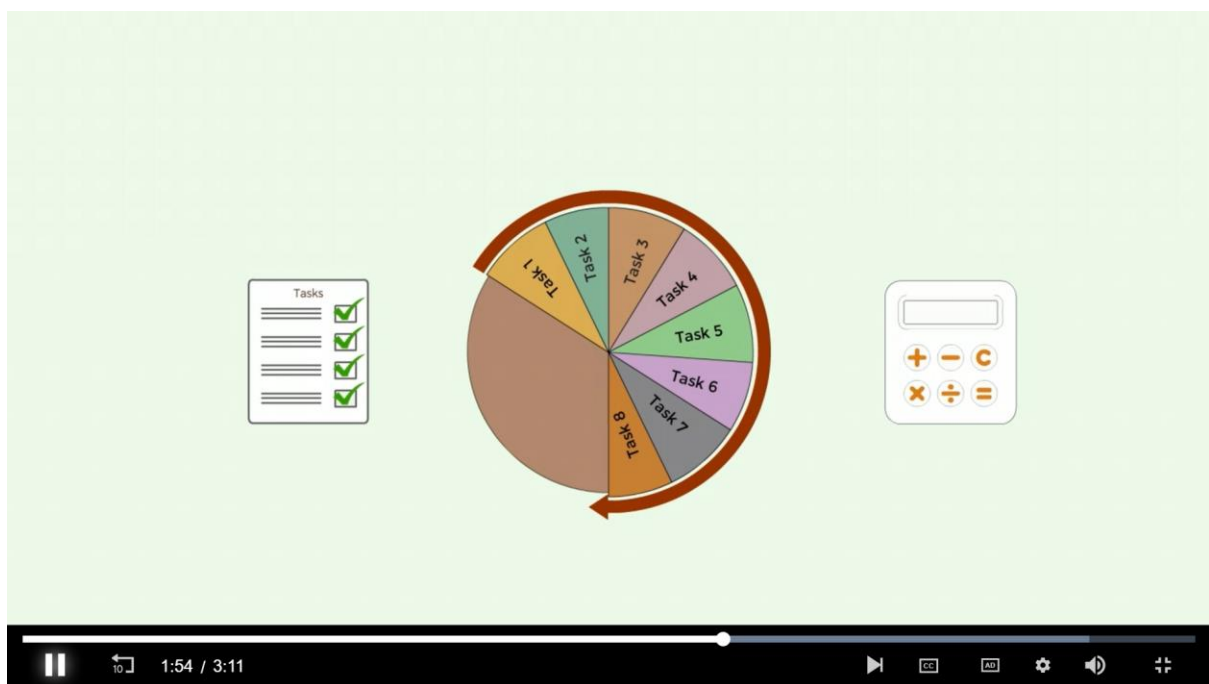 Tasks
Task 1
Task 2
Task 3
Task 4
Task 5
Task 6
Task 7
Task 8
+ − C
× ÷ =
10
1:54 / 3:11
CC
AD